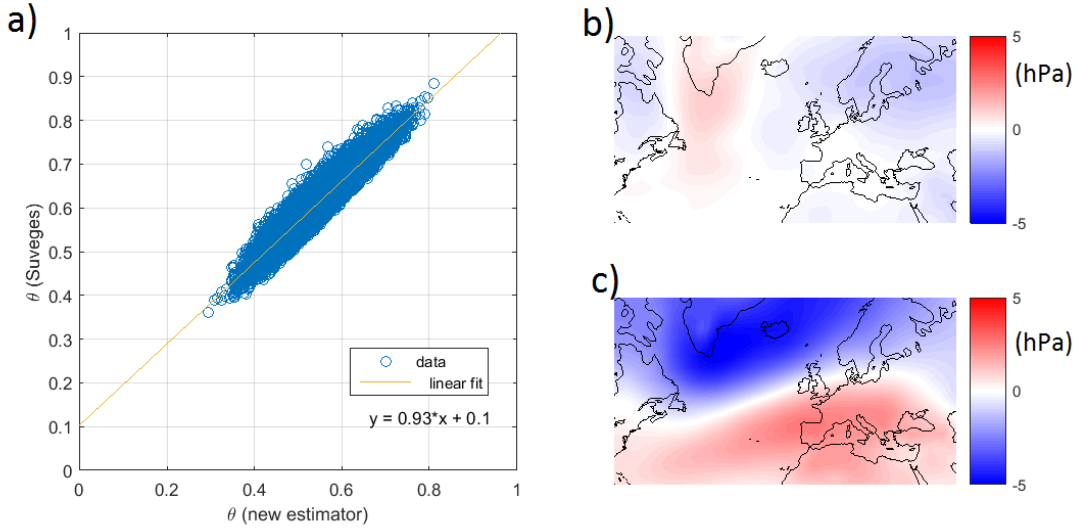 a)
1
0.9
0.8
0.7
0.6
0.5
0.4
0.3
0.2
0.1
0
θ (Suveges)
0
0.2
0.4
0.6
0.8
1
θ (new estimator)
data
linear fit
y = 0.93*x + 0.1
b)
5
(hPa)
0
-5
c)
5
(hPa)
0
-5